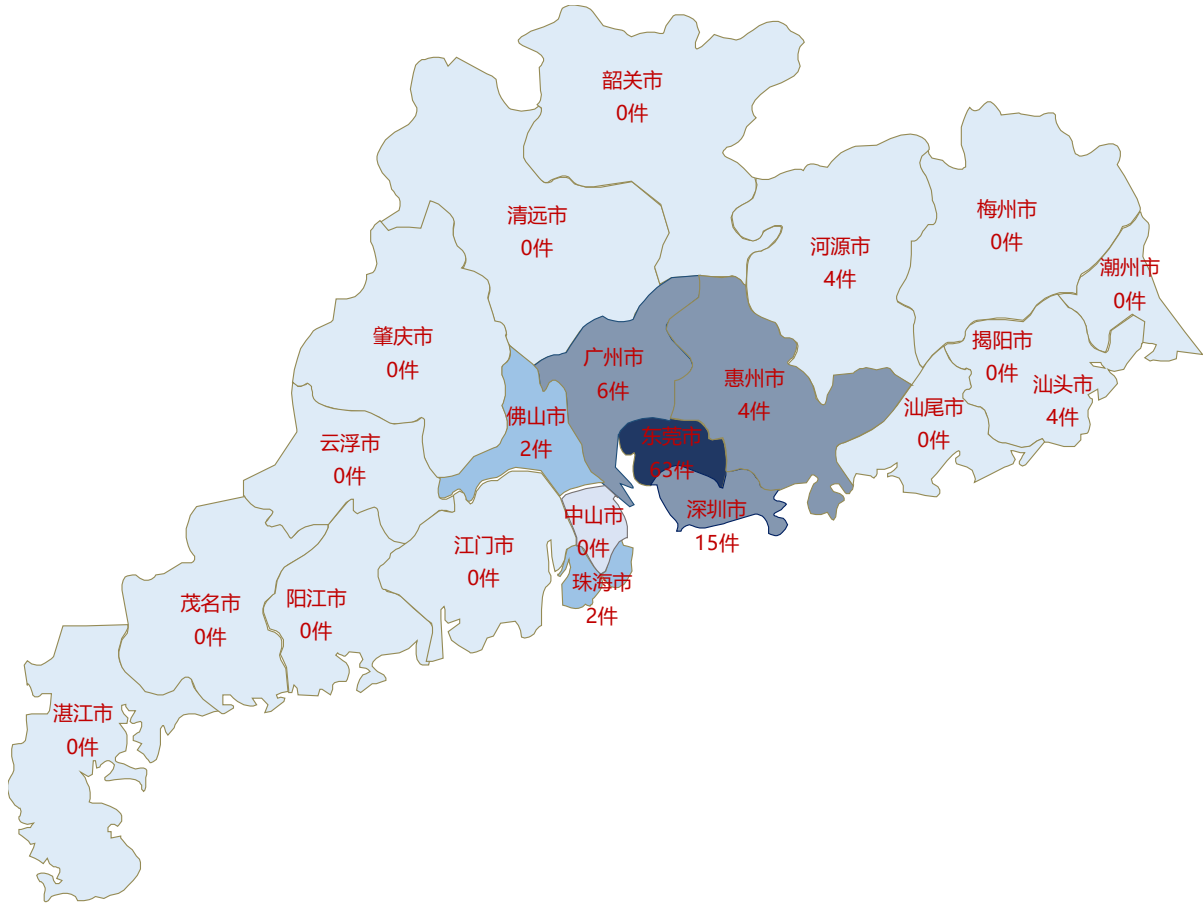 韶关市
0件
清远市
0件
梅州市
0件
河源市
4件
潮州市
0件
肇庆市
0件
广州市
6件
惠州市
4件
揭阳市
0件
汕头市
4件
汕尾市
0件
佛山市
2件
云浮市
0件
东莞市
63件
深圳市
15件
中山市
0件
江门市
0件
珠海市
2件
茂名市
0件
阳江市
0件
湛江市
0件